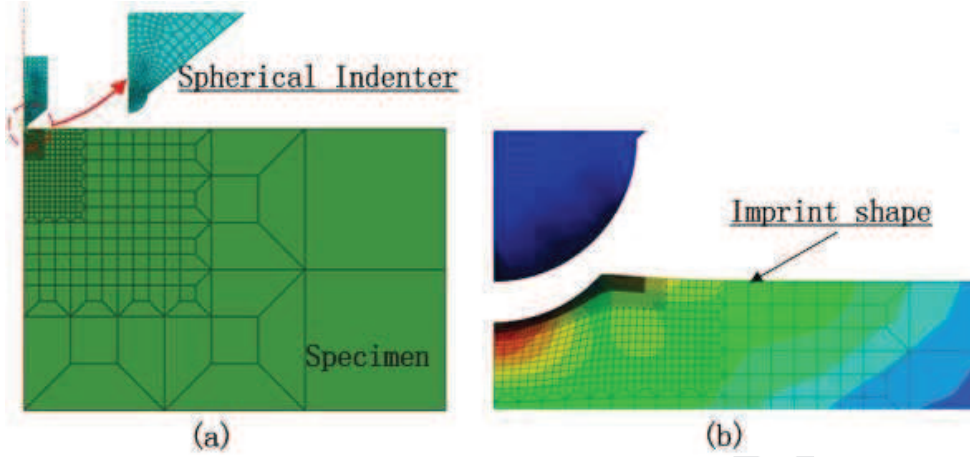 Spherical Indenter
Specimen
(a)
Imprint shape
(b)